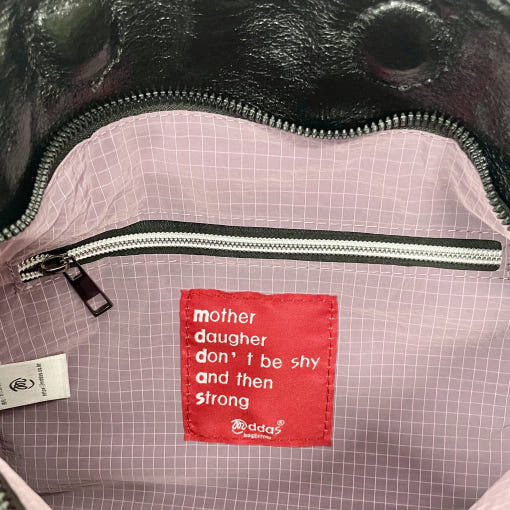 mother
daugher
don't be shy
and then
strong
mddas